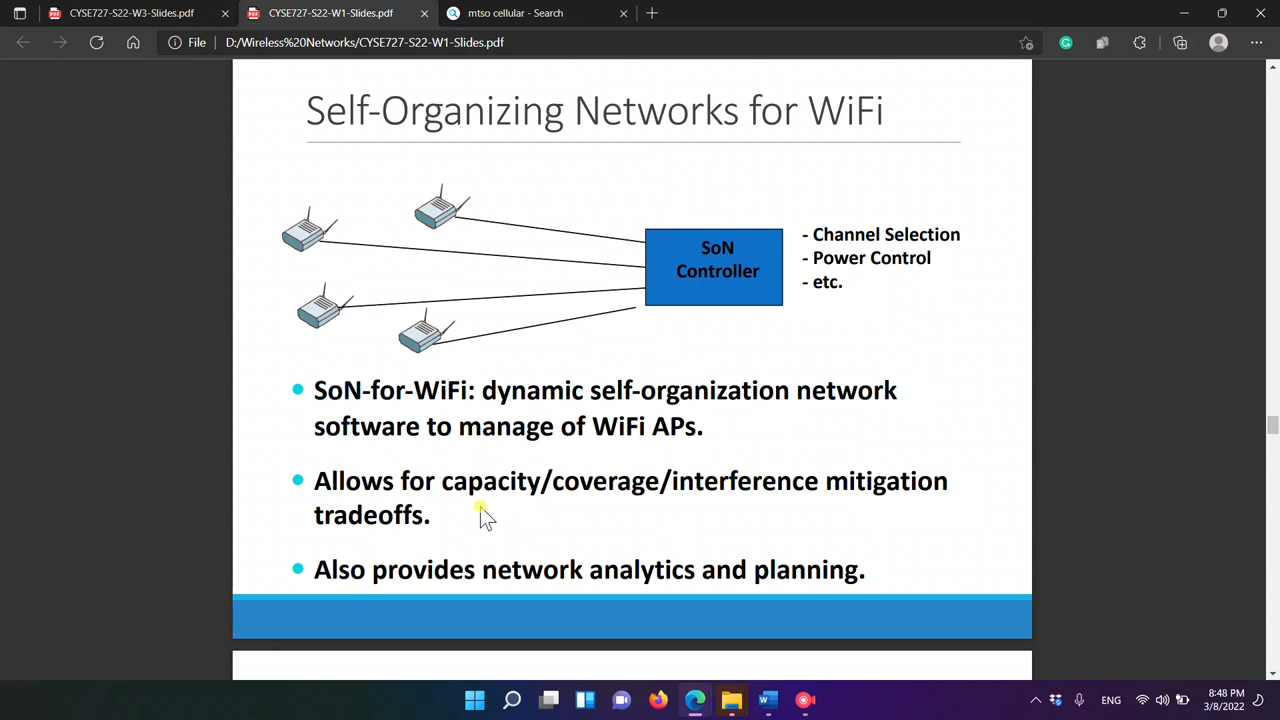 CYSE727-S22-W3-Slides.pdf
CYSE727-S22-W1-Slides.pdf
mtso cellular - Search
File
D:/Wireless%20Networks/CYSE727-S22-W1-Slides.pdf
Self-Organizing Networks for WiFi
SoN
Controller
- Channel Selection
- Power Control
- etc.
SoN-for-WiFi: dynamic self-organization network
software to manage of WiFi APs.
Allows for capacity/coverage/interference mitigation
tradeoffs.
Also provides network analytics and planning.
ENG
8:48 PM
3/8/2022